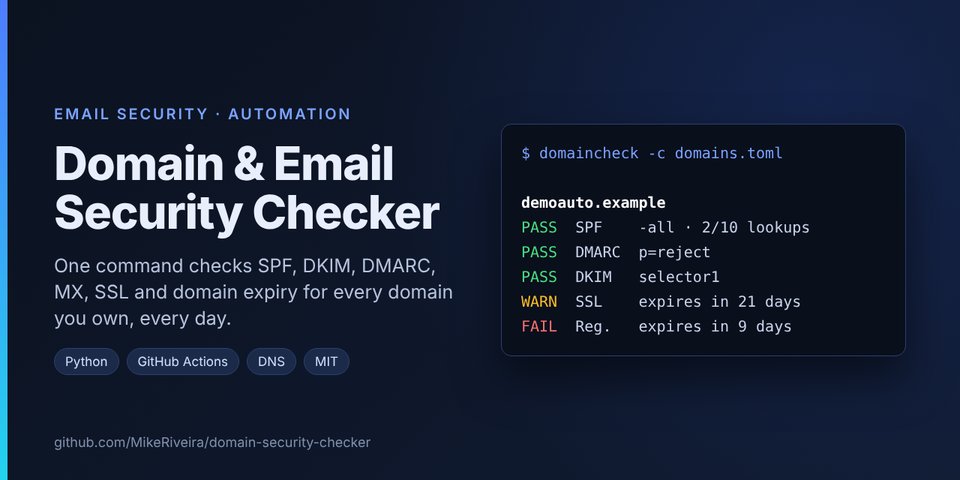 EMAIL SECURITY · AUTOMATION
Domain & Email
Security Checker
One command checks SPF, DKIM, DMARC,
MX, SSL and domain expiry for every domain
you own, every day.
Python GitHub Actions DNS MIT
github.com/MikeRiveira/domain-security-checker
$ domaincheck -c domains.toml
demoauto.example
PASS SPF -all · 2/10 lookups
PASS DMARC p=reject
PASS DKIM selector1
WARN SSL expires in 21 days
FAIL Reg. expires in 9 days